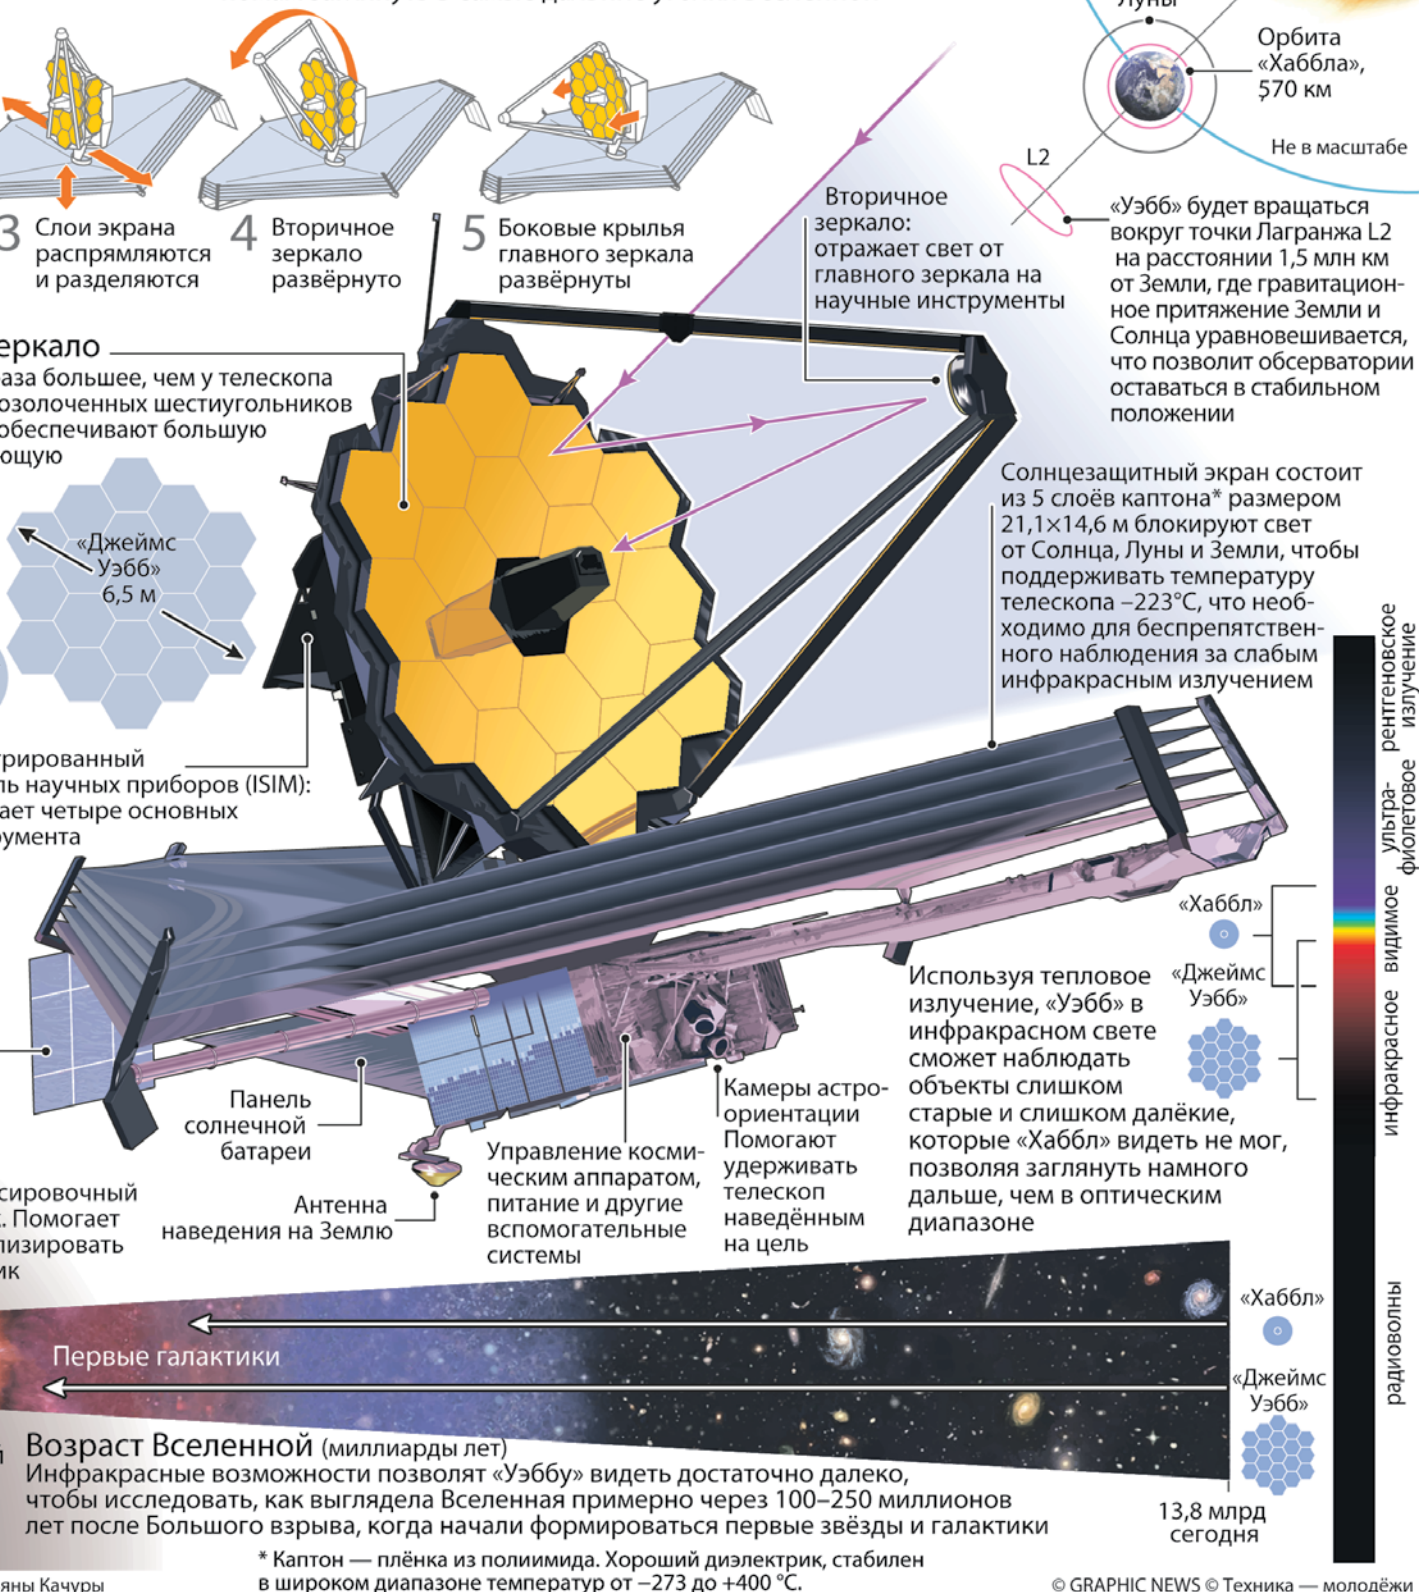 Луны
Орбита
«Хаббла»,
570 км
Не в масштабе
L2
3 Слои экрана
распрямляются
и разделяются
4 Вторичное
зеркало
развёрнуто
5 Боковые крылья
главного зеркала
развёрнуты
Вторичное
зеркало:
отражает свет от
главного зеркала на
научные инструменты
«Уэбб» будет вращаться
вокруг точки Лагранжа L2
на расстоянии 1,5 млн км
от Земли, где гравитацион-
ное притяжение Земли и
Солнца уравновешивается,
что позволит обсерватории
оставаться в стабильном
положении
еркало
аза большее, чем у телескопа
озолоченных шестиугольников
обеспечивают большую
ющую
«Джеймс
Уэбб»
6,5 м
Солнцезащитный экран состоит
из 5 слоёв каптона* размером
21,1×14,6 м блокируют свет
от Солнца, Луны и Земли, чтобы
поддерживать температуру
телескопа –223°C, что необ-
ходимо для беспрепятствен-
ного наблюдения за слабым
инфракрасным излучением
грированный
ль научных приборов (ISIM):
ает четыре основных
румента
рентгеновское
излучение
ультра-
фиолетовое
видимое
инфракрасное
радиоволны
«Хаббл»
«Джеймс
Уэбб»
Используя тепловое
излучение, «Уэбб» в
инфракрасном свете
сможет наблюдать
объекты слишком
старые и слишком далёкие,
которые «Хаббл» видеть не мог,
позволяя заглянуть намного
дальше, чем в оптическим
диапазоне
Панель
солнечной
батареи
Антенна
наведения на Землю
Управление косми-
ческим аппаратом,
питание и другие
вспомогательные
системы
Камеры астро-
ориентации
Помогают
удерживать
телескоп
наведённым
на цель
сировочный
. Помогает
лизировать
ик
Первые галактики
«Хаббл»
«Джеймс
Уэбб»
13,8 млрд
сегодня
Возраст Вселенной (миллиарды лет)
Инфракрасные возможности позволят «Уэббу» видеть достаточно далеко,
чтобы исследовать, как выглядела Вселенная примерно через 100–250 миллионов
лет после Большого взрыва, когда начали формироваться первые звёзды и галактики
* Каптон — плёнка из полиимида. Хороший диэлектрик, стабилен
в широком диапазоне температур от –273 до +400 °C.
яны Качуры
© GRAPHIC NEWS © Техника — молодёжи